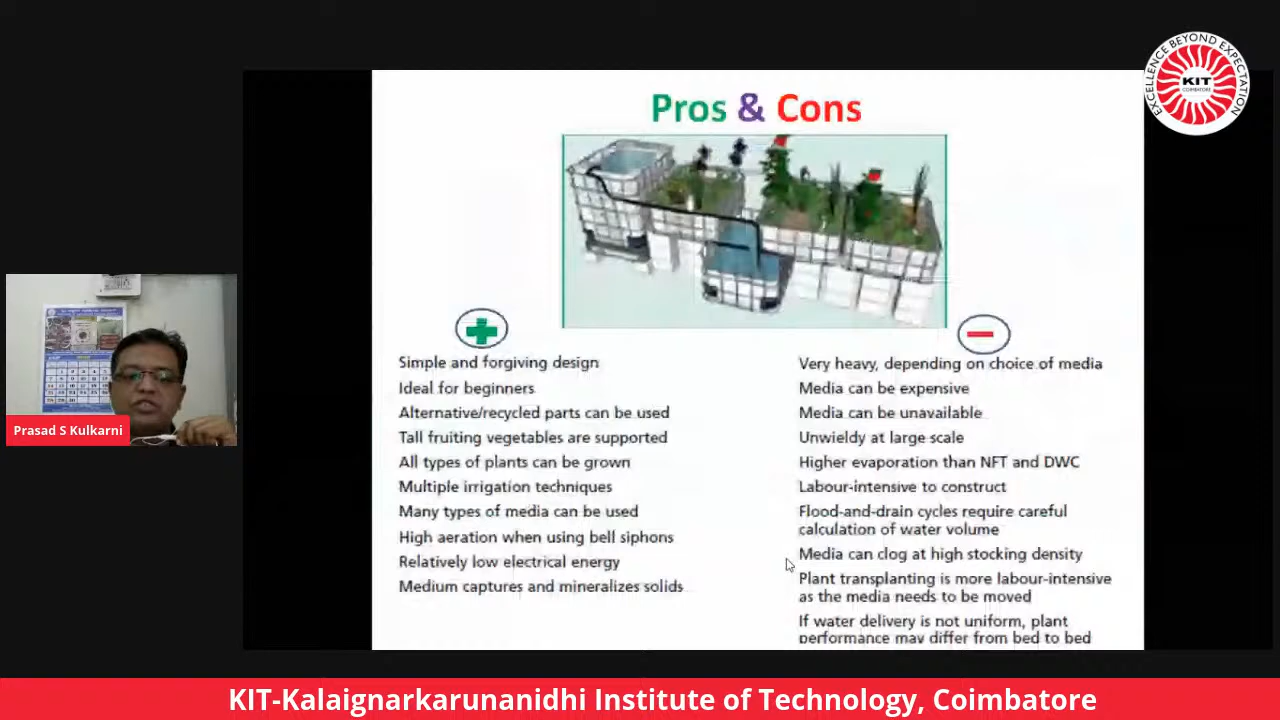 EXCELLENCE BEYOND EXPECTATION
KIT
COIMBATORE
Pros & Cons
Simple and forgiving design
Ideal for beginners
Alternative/recycled parts can be used
Tall fruiting vegetables are supported
All types of plants can be grown
Multiple irrigation techniques
Many types of media can be used
High aeration when using bell siphons
Relatively low electrical energy
Medium captures and mineralizes solids
Very heavy, depending on choice of media
Media can be expensive
Media can be unavailable
Unwieldy at large scale
Higher evaporation than NFT and DWC
Labour-intensive to construct
Flood-and-drain cycles require careful
calculation of water volume
Media can clog at high stocking density
Plant transplanting is more labour-intensive
as the media needs to be moved
If water delivery is not uniform, plant
performance may differ from bed to bed
Prasad S Kulkarni
KIT-Kalaignarkarunanidhi Institute of Technology, Coimbatore